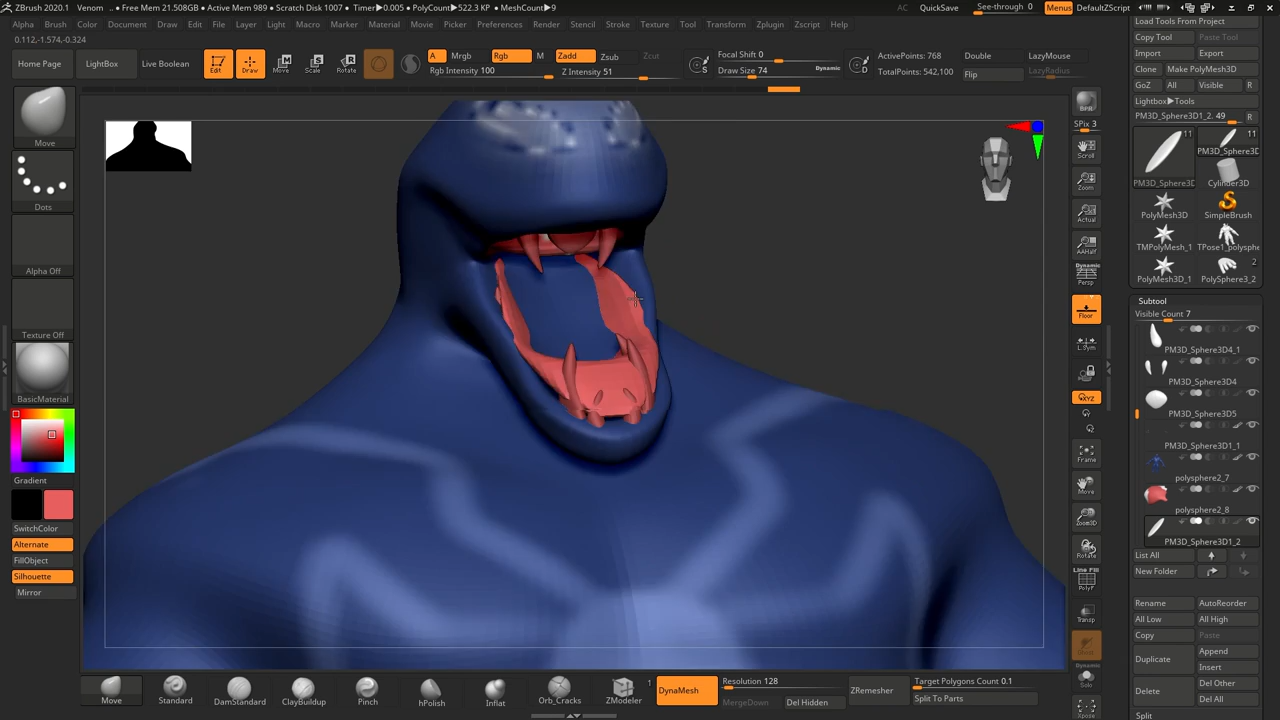 ZBrush 2020.1 Venom .. • Free Mem 21.508GB • Active Mem 989 • Scratch Disk 1007 • Timer▶0.005 • PolyCount▶522.3 KP • MeshCount▶9 AC QuickSave See-through 0 Menus DefaultZScript
Alpha Brush Color Document Draw Edit File Layer Light Macro Marker Material Movie Picker Preferences Render Stencil Stroke Texture Tool Transform Zplugin Zscript Help
0.112,-1.574,-0.324
Home Page LightBox Live Boolean Edit Draw Move Scale Rotate
A Mrgb Rgb M Zadd Zsub Zcut
Rgb Intensity 100 Z Intensity 51
S Focal Shift 0
Draw Size 74 Dynamic
D ActivePoints: 768 Double LazyMouse
TotalPoints: 542,100 Flip LazyRadius
Move
Dots
Alpha Off
Texture Off
BasicMaterial
Gradient
SwitchColor
Alternate
FillObject
Silhouette
Mirror
BPR
SPix 3
Scroll
Zoom
Actual
AAHalf
Dynamic
Persp
Floor
L.Sym
XYZ
Frame
Move
Zoom3D
Rotate
Line Fill
PolyF
Transp
Ghost
Dynamic
Solo
Xpose
Load Tools From Project
Copy Tool Paste Tool
Import Export
Clone Make PolyMesh3D
GoZ All Visible R
Lightbox▶Tools
PM3D_Sphere3D1_2. 49 R
11 11
PM3D_Sphere3D PM3D_Sphere3D
Cylinder3D
PolyMesh3D SimpleBrush
TMPolyMesh_1 TPose1_polysphe
2
PolyMesh3D_1 PolySphere3_2
Subtool
Visible Count 7
PM3D_Sphere3D4_1
PM3D_Sphere3D4
PM3D_Sphere3D5
PM3D_Sphere3D1_1
polysphere2_7
polysphere2_8
PM3D_Sphere3D1_2
List All
New Folder
Rename AutoReorder
All Low All High
Copy Paste
Duplicate Append
Insert
Delete Del Other
Del All
Split
Move Standard DamStandard ClayBuildup Pinch hPolish Inflat Orb_Cracks ZModeler 1
DynaMesh Resolution 128
MergeDown Del Hidden
ZRemesher Target Polygons Count 0.1
Split To Parts